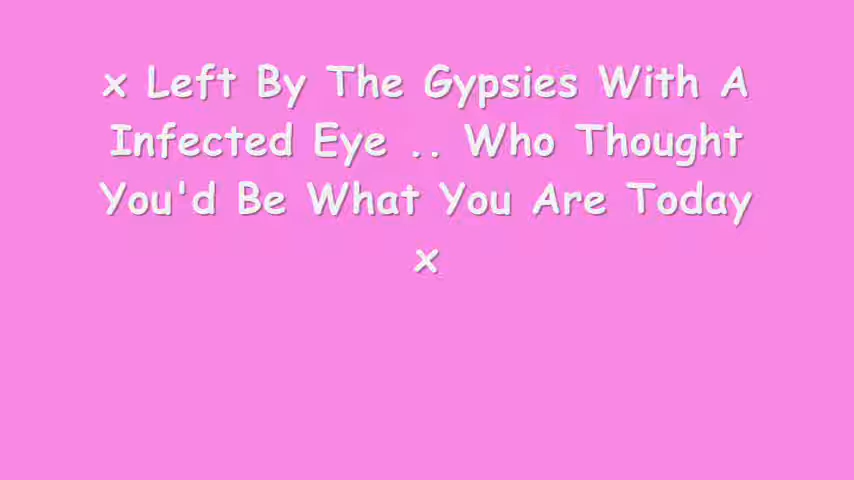 x Left By The Gypsies With A
Infected Eye .. Who Thought
You'd Be What You Are Today
x